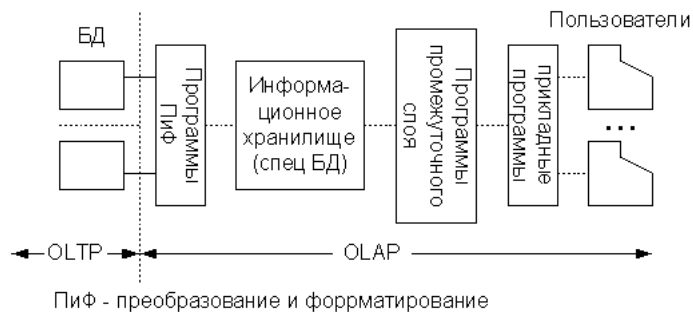 БД
Пользователи
Программы
Пиф
Информа-
ционное
хранилище
(спец БД)
Программы
промежуточного
слоя
прикладные
программы
...
OLTP
OLAP
ПиФ - преобразование и форрматирование